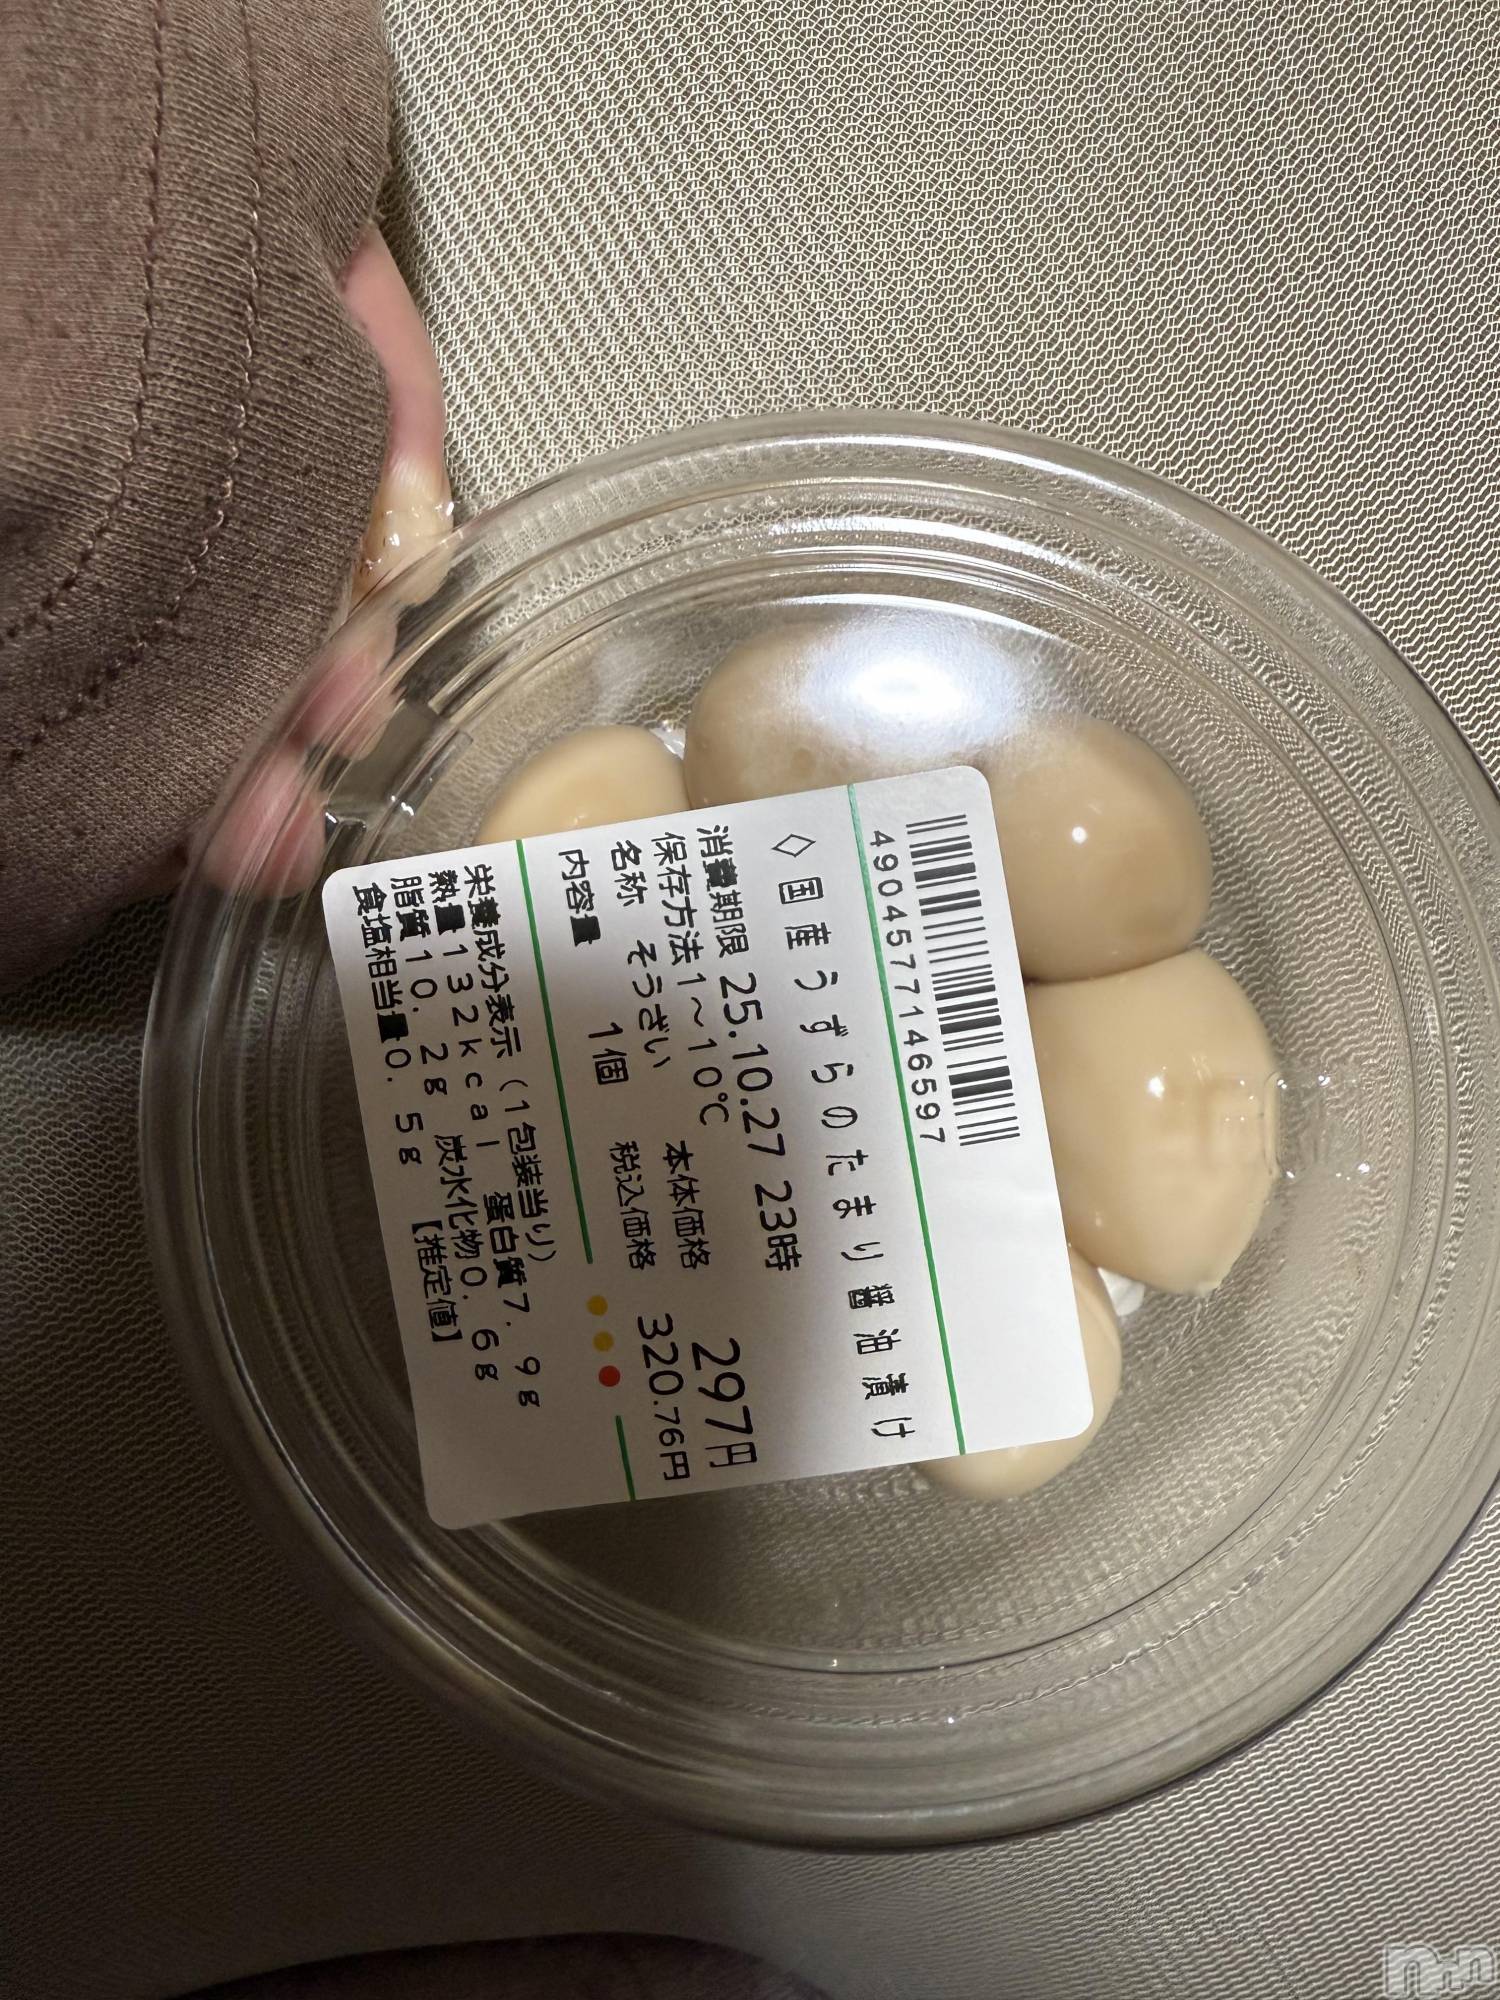 4904577146597
◇国産うずらのたまり醤油漬け
消費期限 25.10.27 23時
保存方法1～10℃ 本体価格 297円
名称 そうざい 税込価格 320.76円
内容量 1個
栄養成分表示（1包装当り）
熱量132kcal 蛋白質7.9g
脂質10.2g 炭水化物0.6g
食塩相当量0.5g 【推定値】